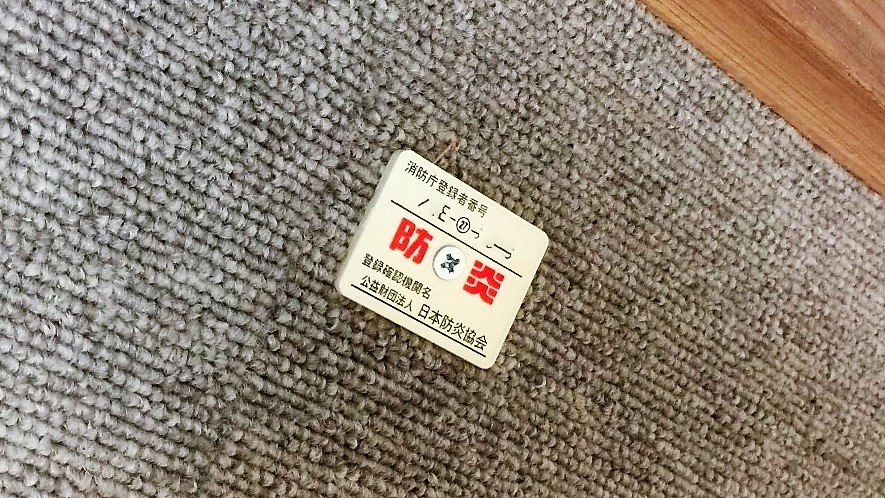 消防庁登録者番号
E-㉗
防炎
登録確認機関名
公益財団法人 日本防炎協会